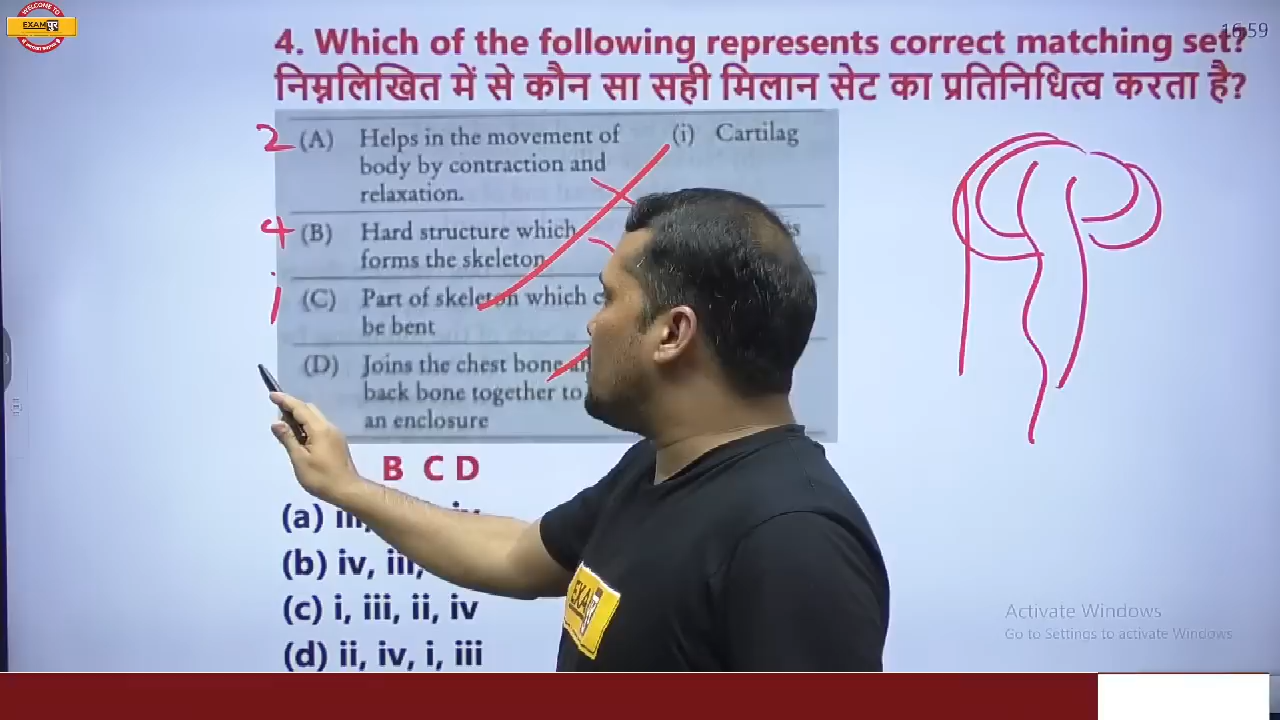 WELCOME TO
EXAM पुर
16:59
4. Which of the following represents correct matching set?
निम्नलिखित में से कौन सा सही मिलान सेट का प्रतिनिधित्व करता है?
2 (A) Helps in the movement of (i) Cartilag
body by contraction and
relaxation.
4 (B) Hard structure which
forms the skeleton
i (C) Part of skeleton which
be bent
(D) Joins the chest bone
back bone together to
an enclosure
B C D
(a)
(b) iv, iii,
(c) i, iii, ii, iv
(d) ii, iv, i, iii
EXAM पुर
Activate Windows
Go to Settings to activate Windows